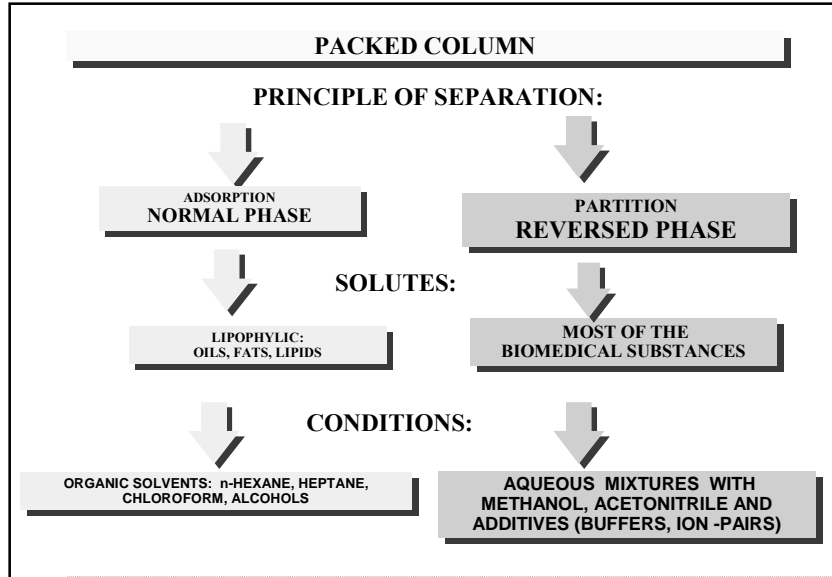 PACKED COLUMN
PRINCIPLE OF SEPARATION:
ADSORPTION
NORMAL PHASE
PARTITION
REVERSED PHASE
SOLUTES:
LIPOPHYLIC:
OILS, FATS, LIPIDS
MOST OF THE
BIOMEDICAL SUBSTANCES
CONDITIONS:
ORGANIC SOLVENTS: n-HEXANE, HEPTANE,
CHLOROFORM, ALCOHOLS
AQUEOUS MIXTURES WITH
METHANOL, ACETONITRILE AND
ADDITIVES (BUFFERS, ION -PAIRS)